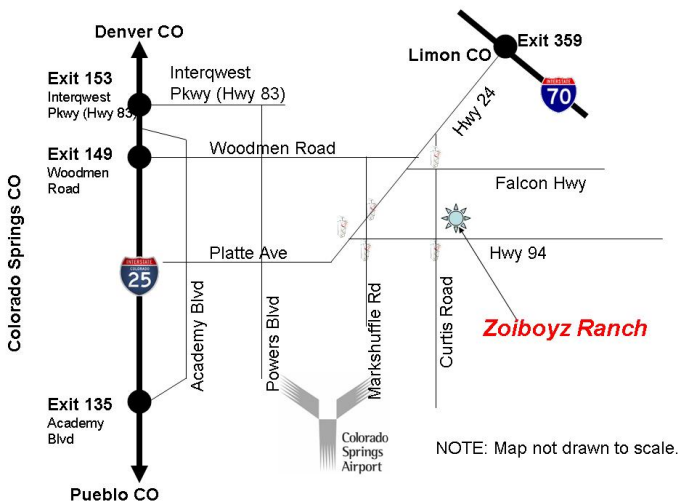 Denver CO
Exit 153
Interqwest
Pkwy (Hwy 83)
Interqwest
Pkwy (Hwy 83)
Exit 149
Woodmen
Road
Woodmen Road
Limon CO
Exit 359
INTERSTATE
70
Hwy 24
Falcon Hwy
Hwy 94
Platte Ave
Colorado Springs CO
INTERSTATE
COLORADO
25
Academy Blvd
Powers Blvd
Markshuffle Rd
Curtis Road
Zoiboyz Ranch
Exit 135
Academy
Blvd
Colorado
Springs
Airport
NOTE: Map not drawn to scale.
Pueblo CO